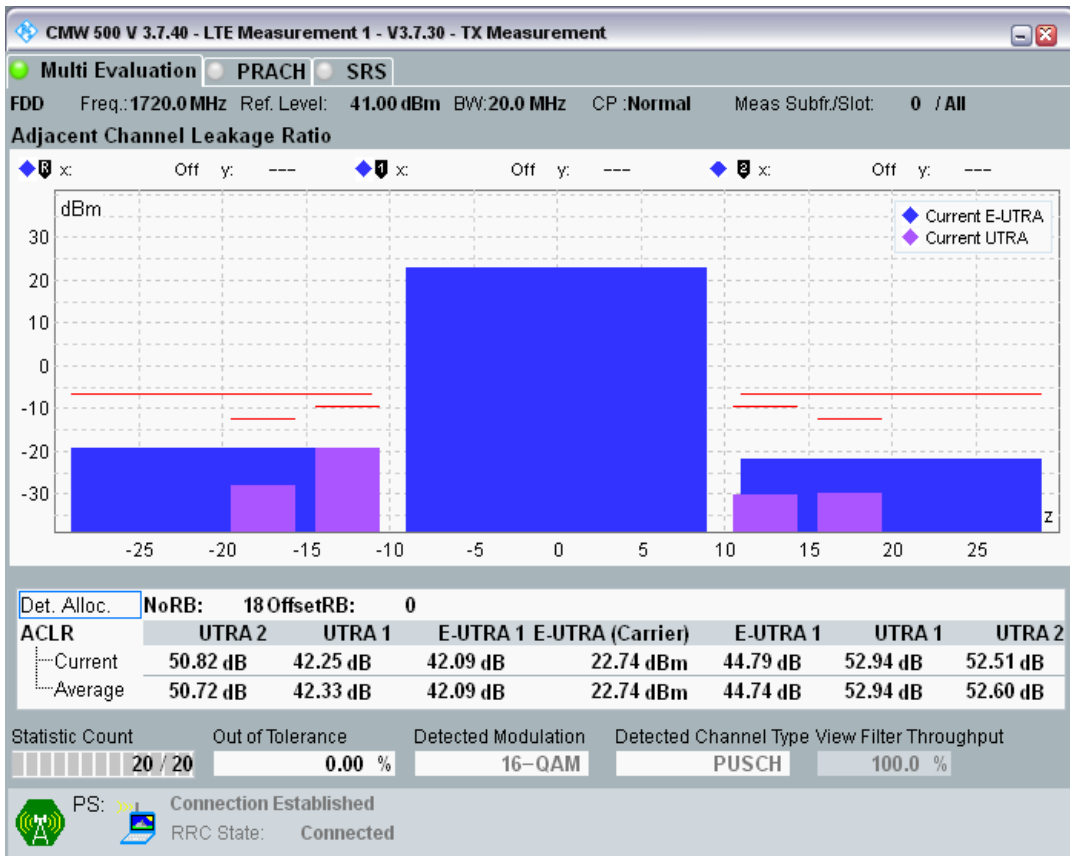 CMW 500 V 3.7.40 - LTE Measurement 1 - V3.7.30 - TX Measurement
Multi Evaluation PRACH SRS
FDD Freq.:1720.0 MHz Ref. Level: 41.00 dBm BW:20.0 MHz CP :Normal Meas Subfr./Slot: 0 / All
Adjacent Channel Leakage Ratio
R x: Off y: --- 1 x: Off y: --- 2 x: Off y: ---
dBm
Current E-UTRA
Current UTRA
30
20
10
0
-10
-20
-30
z
-25 -20 -15 -10 -5 0 5 10 15 20 25
Det. Alloc. NoRB: 18 OffsetRB: 0
ACLR UTRA 2 UTRA 1 E-UTRA 1 E-UTRA (Carrier) E-UTRA 1 UTRA 1 UTRA 2
Current 50.82 dB 42.25 dB 42.09 dB 22.74 dBm 44.79 dB 52.94 dB 52.51 dB
Average 50.72 dB 42.33 dB 42.09 dB 22.74 dBm 44.74 dB 52.94 dB 52.60 dB
Statistic Count Out of Tolerance Detected Modulation Detected Channel Type View Filter Throughput
20 / 20 0.00 % 16-QAM PUSCH 100.0 %
PS: Connection Established
RRC State: Connected